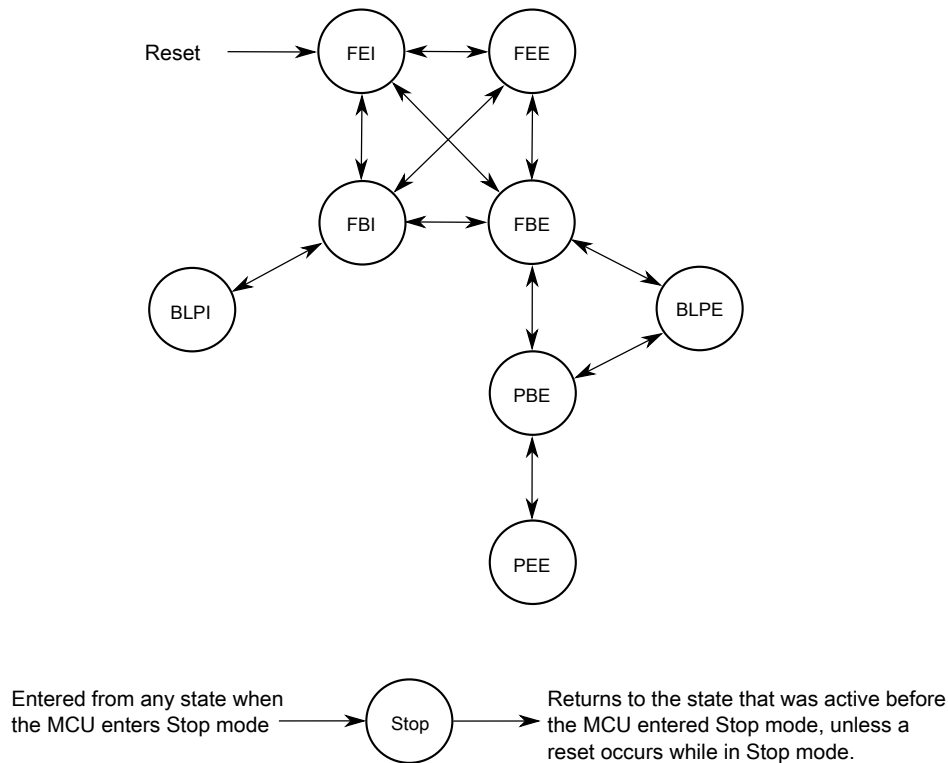 Reset
FEI
FEE
FBI
FBE
BLPI
BLPE
PBE
PEE
Entered from any state when
the MCU enters Stop mode
Stop
Returns to the state that was active before
the MCU entered Stop mode, unless a
reset occurs while in Stop mode.